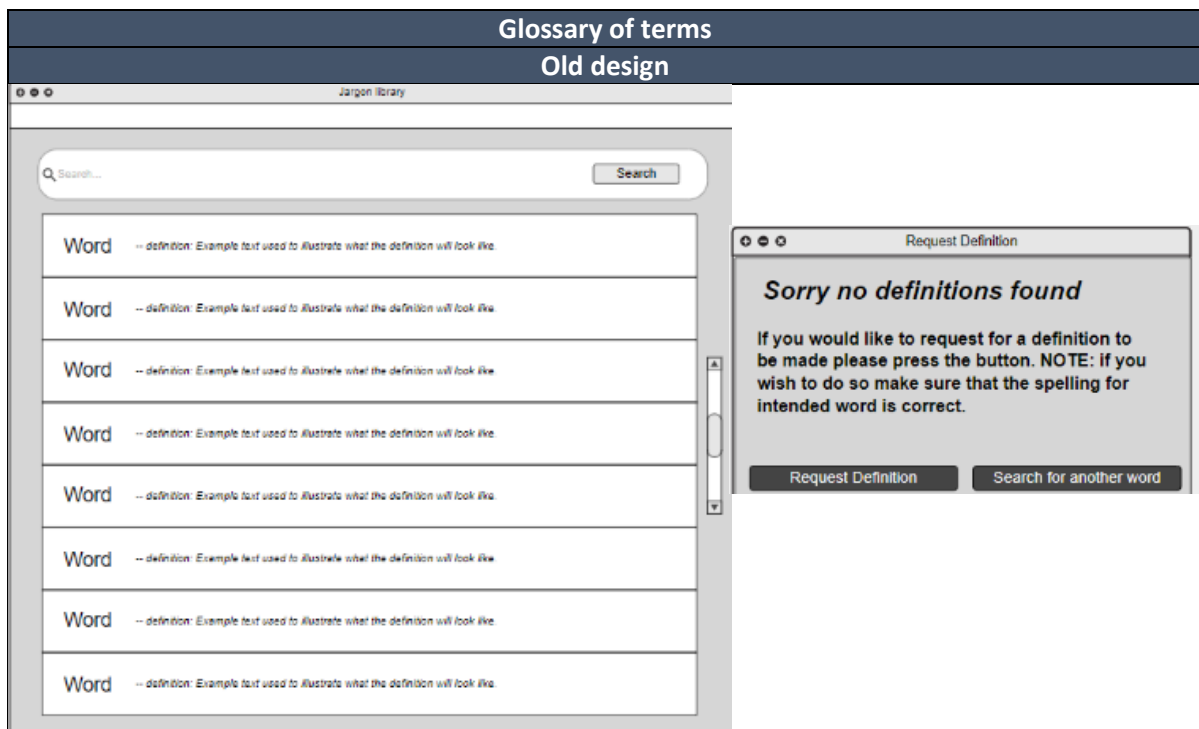 Glossary of terms
Old design
Jargon library
Search...
Search
Word -- definition: Example text used to illustrate what the definition will look like.
Word -- definition: Example text used to illustrate what the definition will look like.
Word -- definition: Example text used to illustrate what the definition will look like.
Word -- definition: Example text used to illustrate what the definition will look like.
Word -- definition: Example text used to illustrate what the definition will look like.
Word -- definition: Example text used to illustrate what the definition will look like.
Word -- definition: Example text used to illustrate what the definition will look like.
Word -- definition: Example text used to illustrate what the definition will look like.
Request Definition
Sorry no definitions found
If you would like to request for a definition to
be made please press the button. NOTE: if you
wish to do so make sure that the spelling for
intended word is correct.
Request Definition
Search for another word